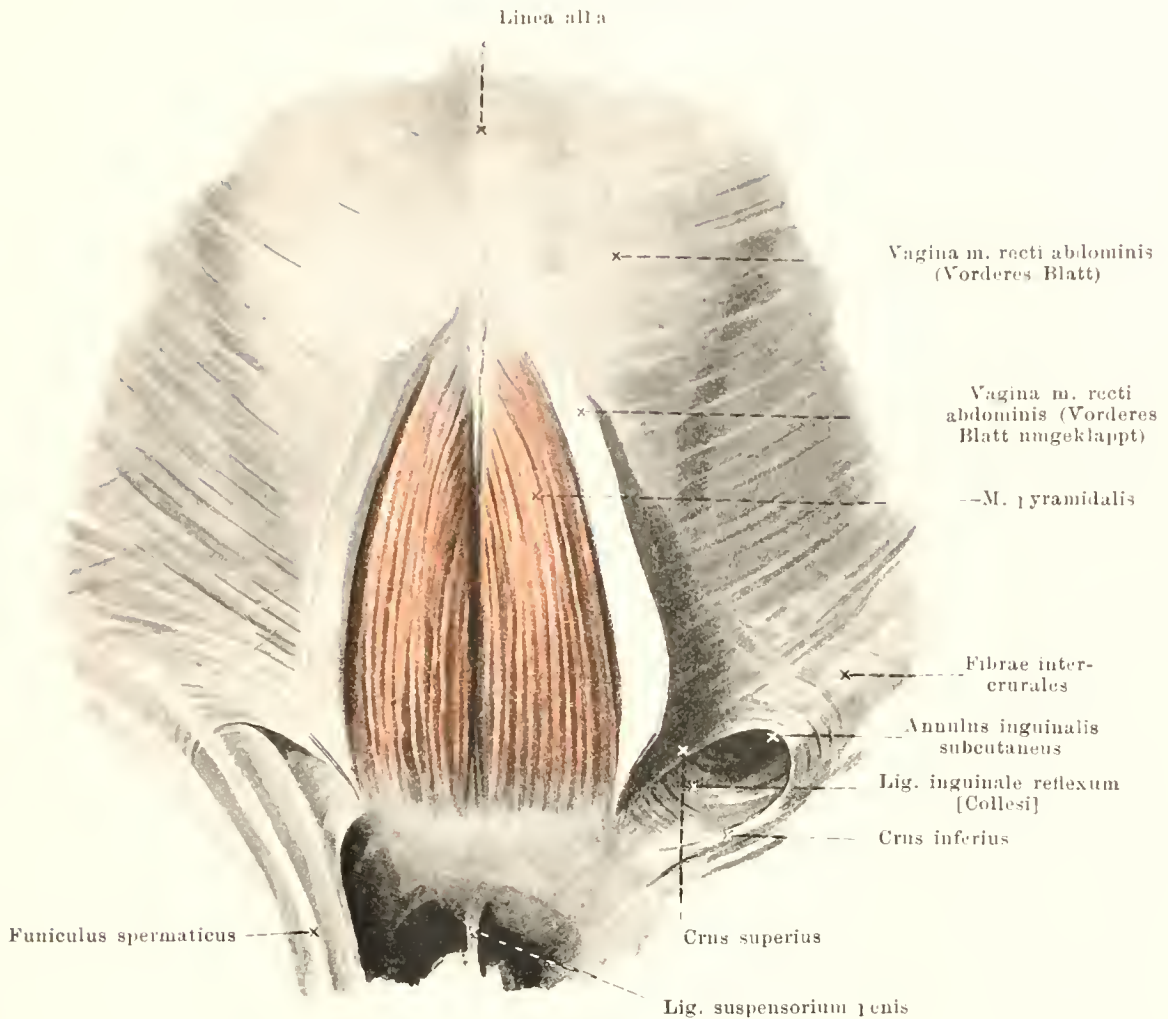 Linea alba
Vagina m. recti abdominis
(Vorderes Blatt)
Vagina m. recti
abdominis (Vorderes
Blatt umgeklappt)
M. pyramidalis
Fibrae inter-
crurales
Annulus inguinalis
subcutaneus
Lig. inguinale reflexum
[Collesi]
Crus inferius
Funiculus spermaticus
Crus superius
Lig. suspensorium penis